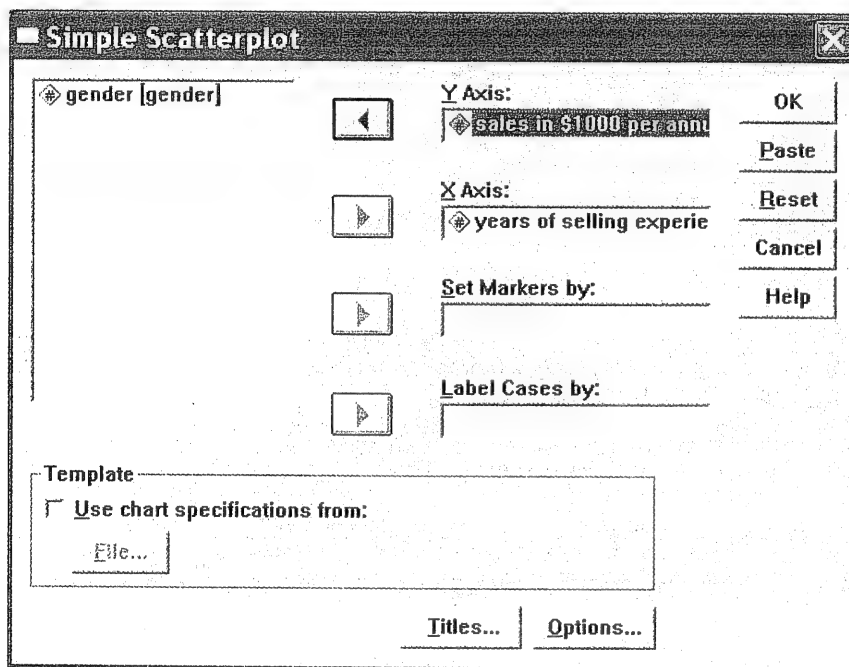 Simple Scatterplot
gender [gender]
Y Axis:
sales in $1000 per annu
X Axis:
years of selling experie
Set Markers by:
Label Cases by:
OK
Paste
Reset
Cancel
Help
Template
Use chart specifications from:
File...
Titles...
Options...